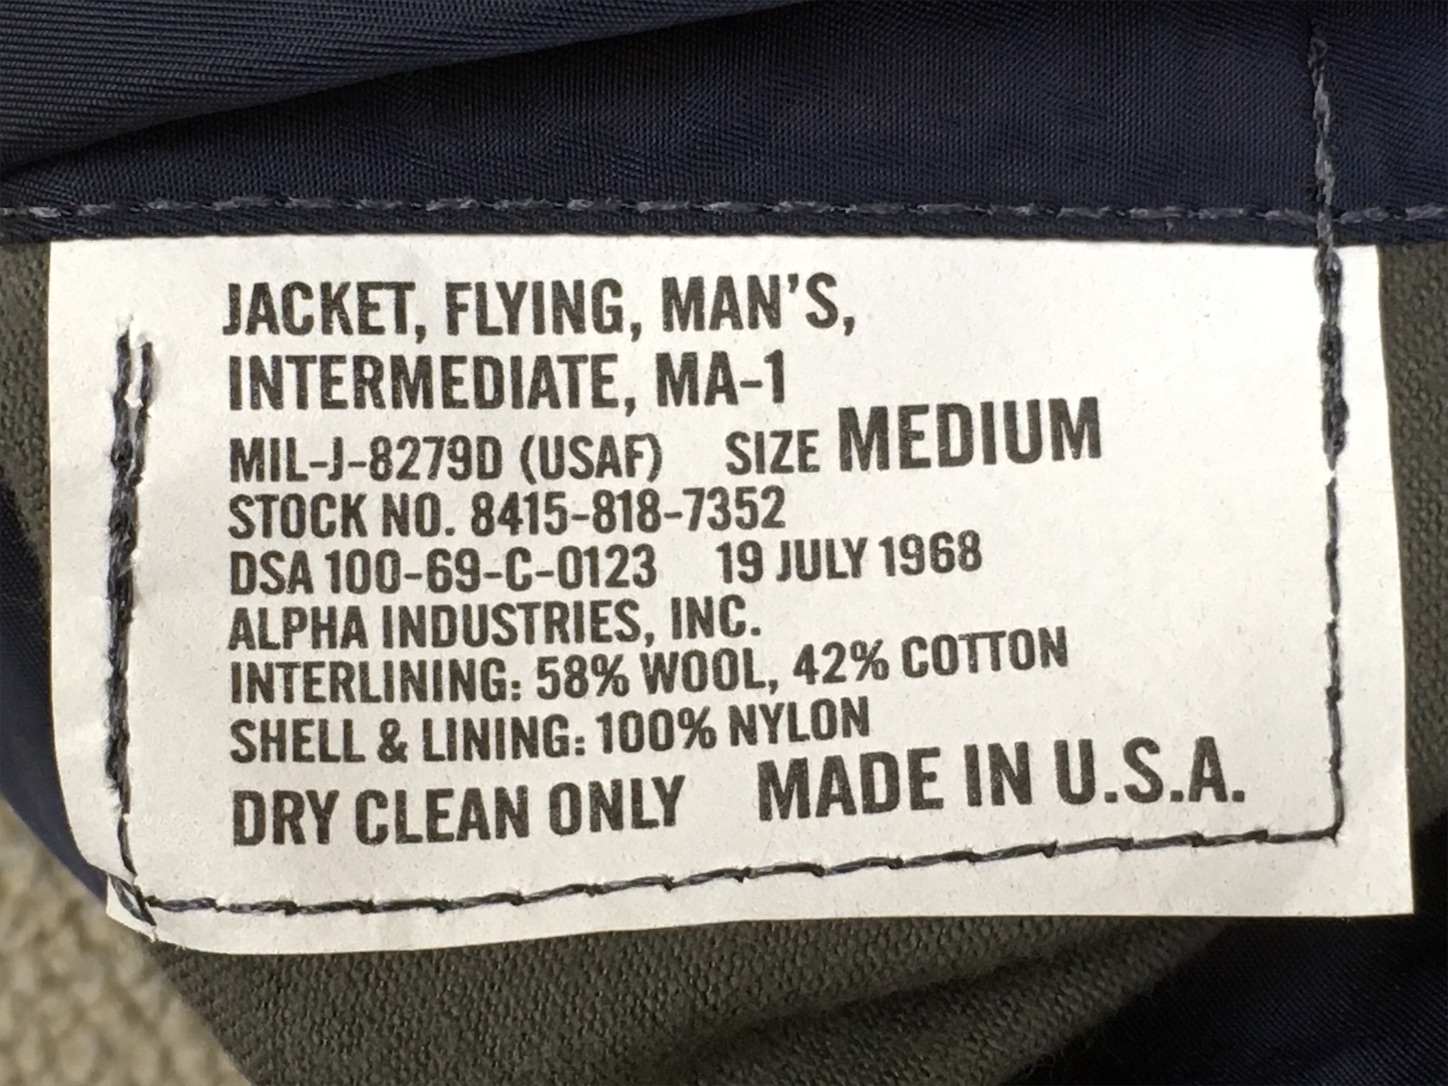 JACKET, FLYING, MAN'S,
INTERMEDIATE, MA-1
MIL-J-8279D (USAF) SIZE MEDIUM
STOCK NO. 8415-818-7352
DSA 100-69-C-0123 19 JULY 1968
ALPHA INDUSTRIES, INC.
INTERLINING: 58% WOOL, 42% COTTON
SHELL & LINING: 100% NYLON
DRY CLEAN ONLY MADE IN U.S.A.